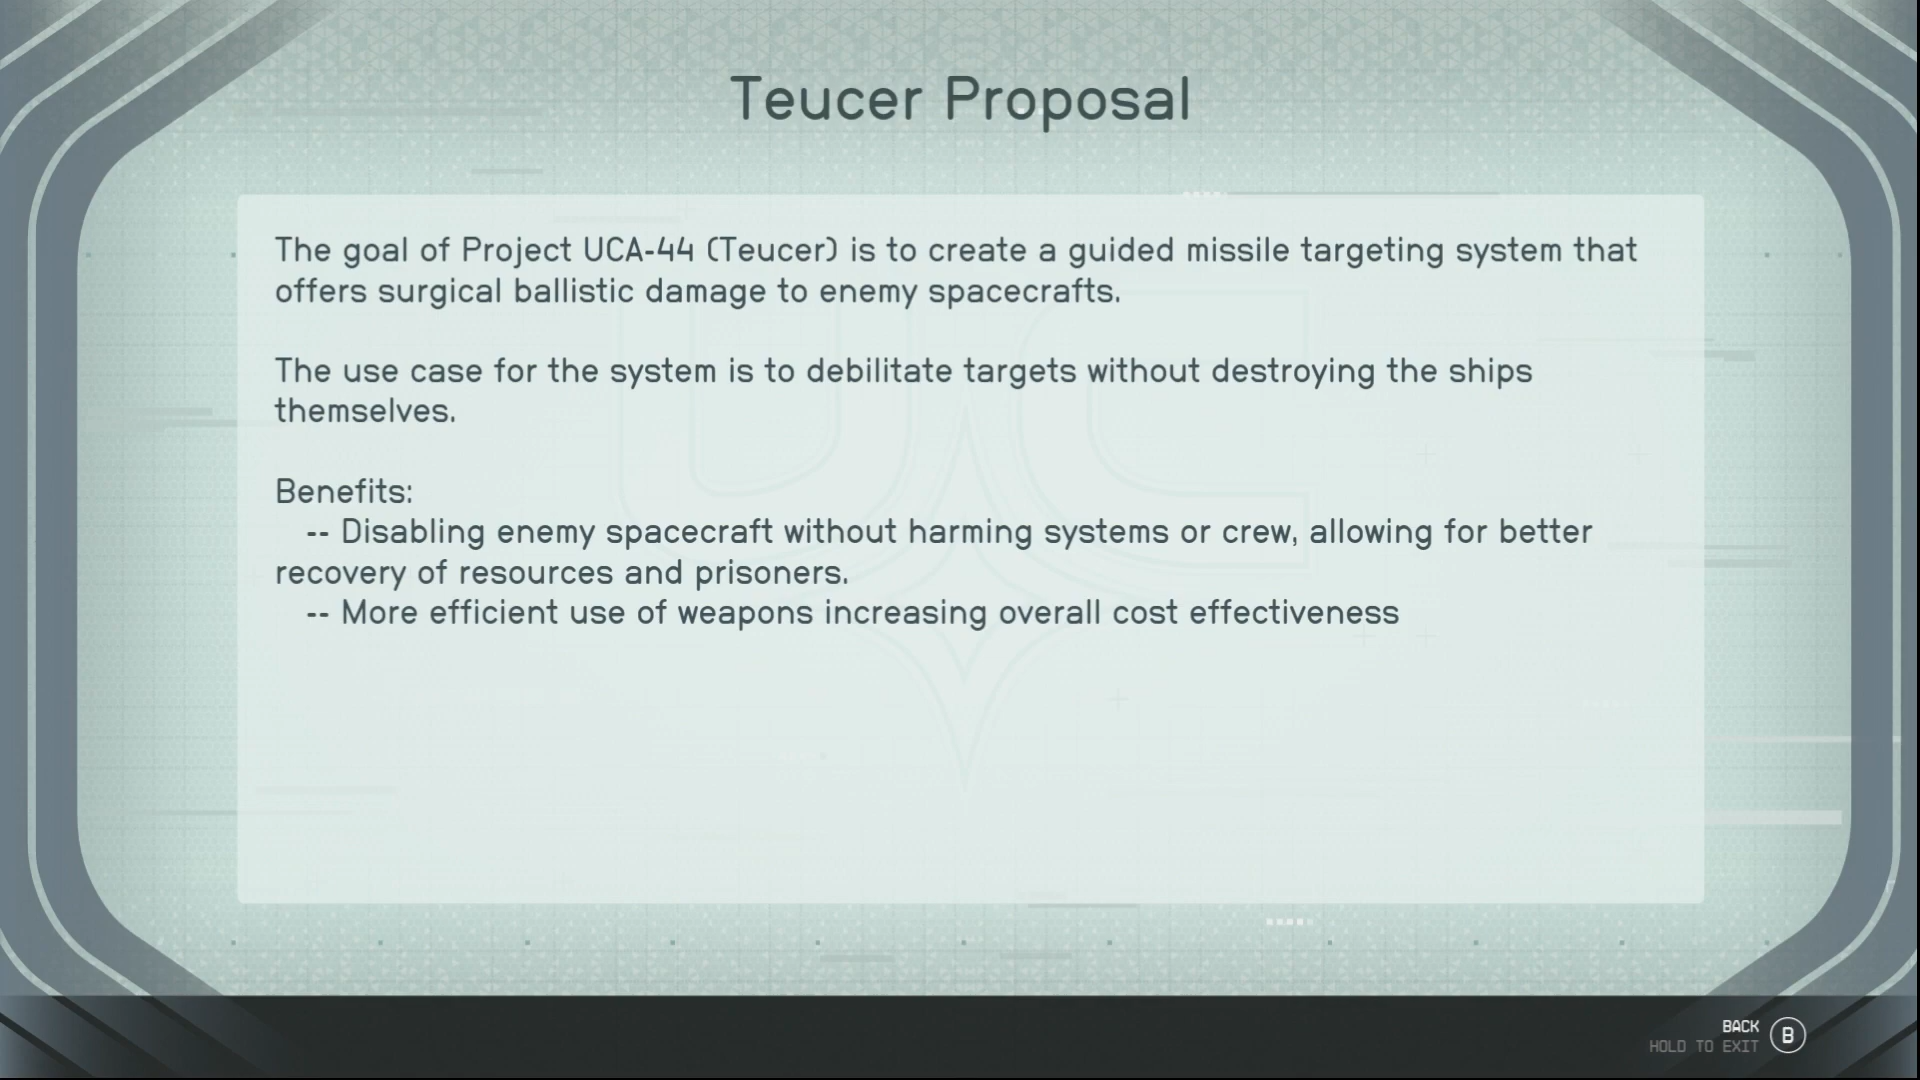 Teucer Proposal
The goal of Project UCA-44 (Teucer) is to create a guided missile targeting system that
offers surgical ballistic damage to enemy spacecrafts.
The use case for the system is to debilitate targets without destroying the ships
themselves.
Benefits:
-- Disabling enemy spacecraft without harming systems or crew, allowing for better
recovery of resources and prisoners.
-- More efficient use of weapons increasing overall cost effectiveness
UC
BACK
HOLD TO EXIT
B